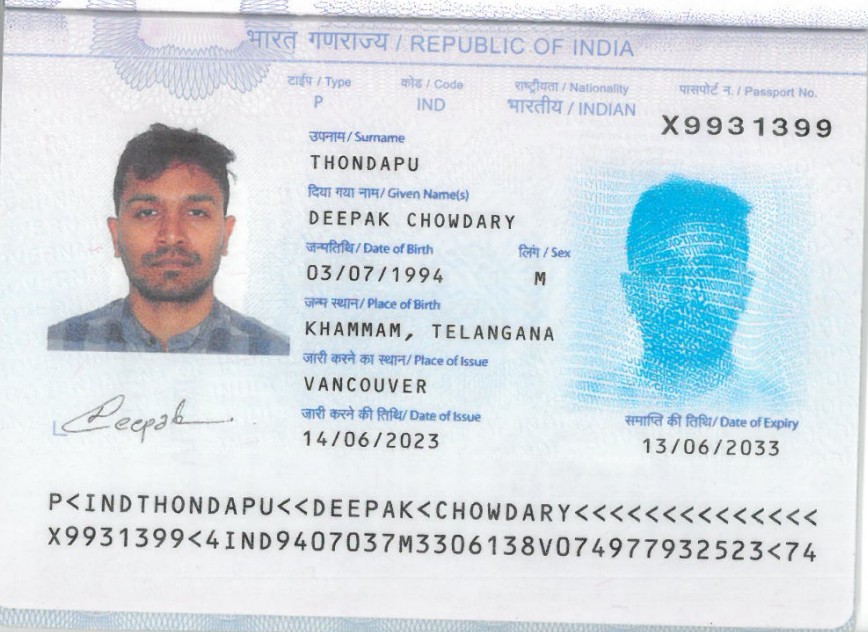 भारत गणराज्य / REPUBLIC OF INDIA
टाईप / Type कोड / Code राष्ट्रीयता / Nationality पासपोर्ट न. / Passport No.
P IND भारतीय / INDIAN X9931399
उपनाम/ Surname
THONDAPU
दिया गया नाम/ Given Name(s)
DEEPAK CHOWDARY
जन्मतिथि/ Date of Birth लिंग / Sex
03/07/1994 M
जन्म स्थान/ Place of Birth
KHAMMAM, TELANGANA
जारी करने का स्थान/ Place of Issue
VANCOUVER
जारी करने की तिथि/ Date of Issue समाप्ति की तिथि/ Date of Expiry
14/06/2023 13/06/2033
Deepak
P<INDTHONDAPU<<DEEPAK<CHOWDARY<<<<<<<<<<<<<<
X9931399<4IND9407037M3306138V074977932523<74